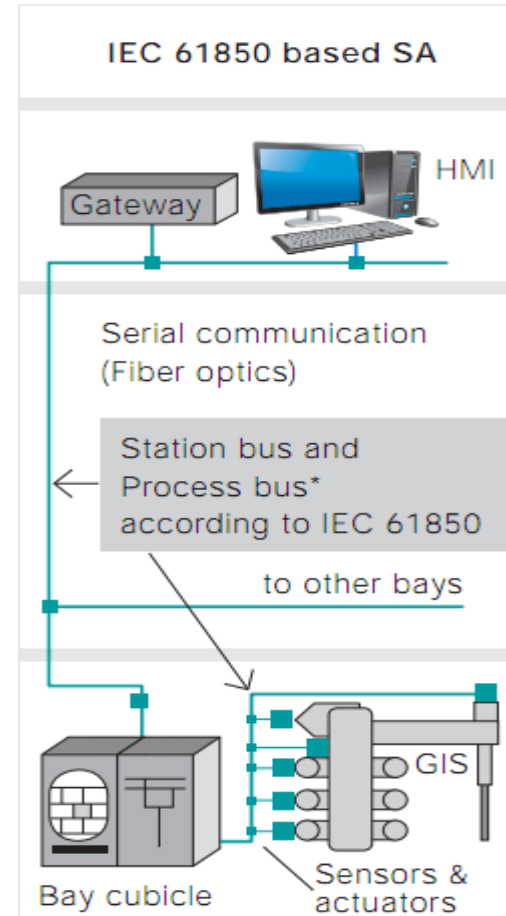 IEC 61850 based SA
HMI
Gateway
Serial communication
(Fiber optics)
Station bus and
Process bus*
according to IEC 61850
to other bays
GIS
Bay cubicle
Sensors &
actuators